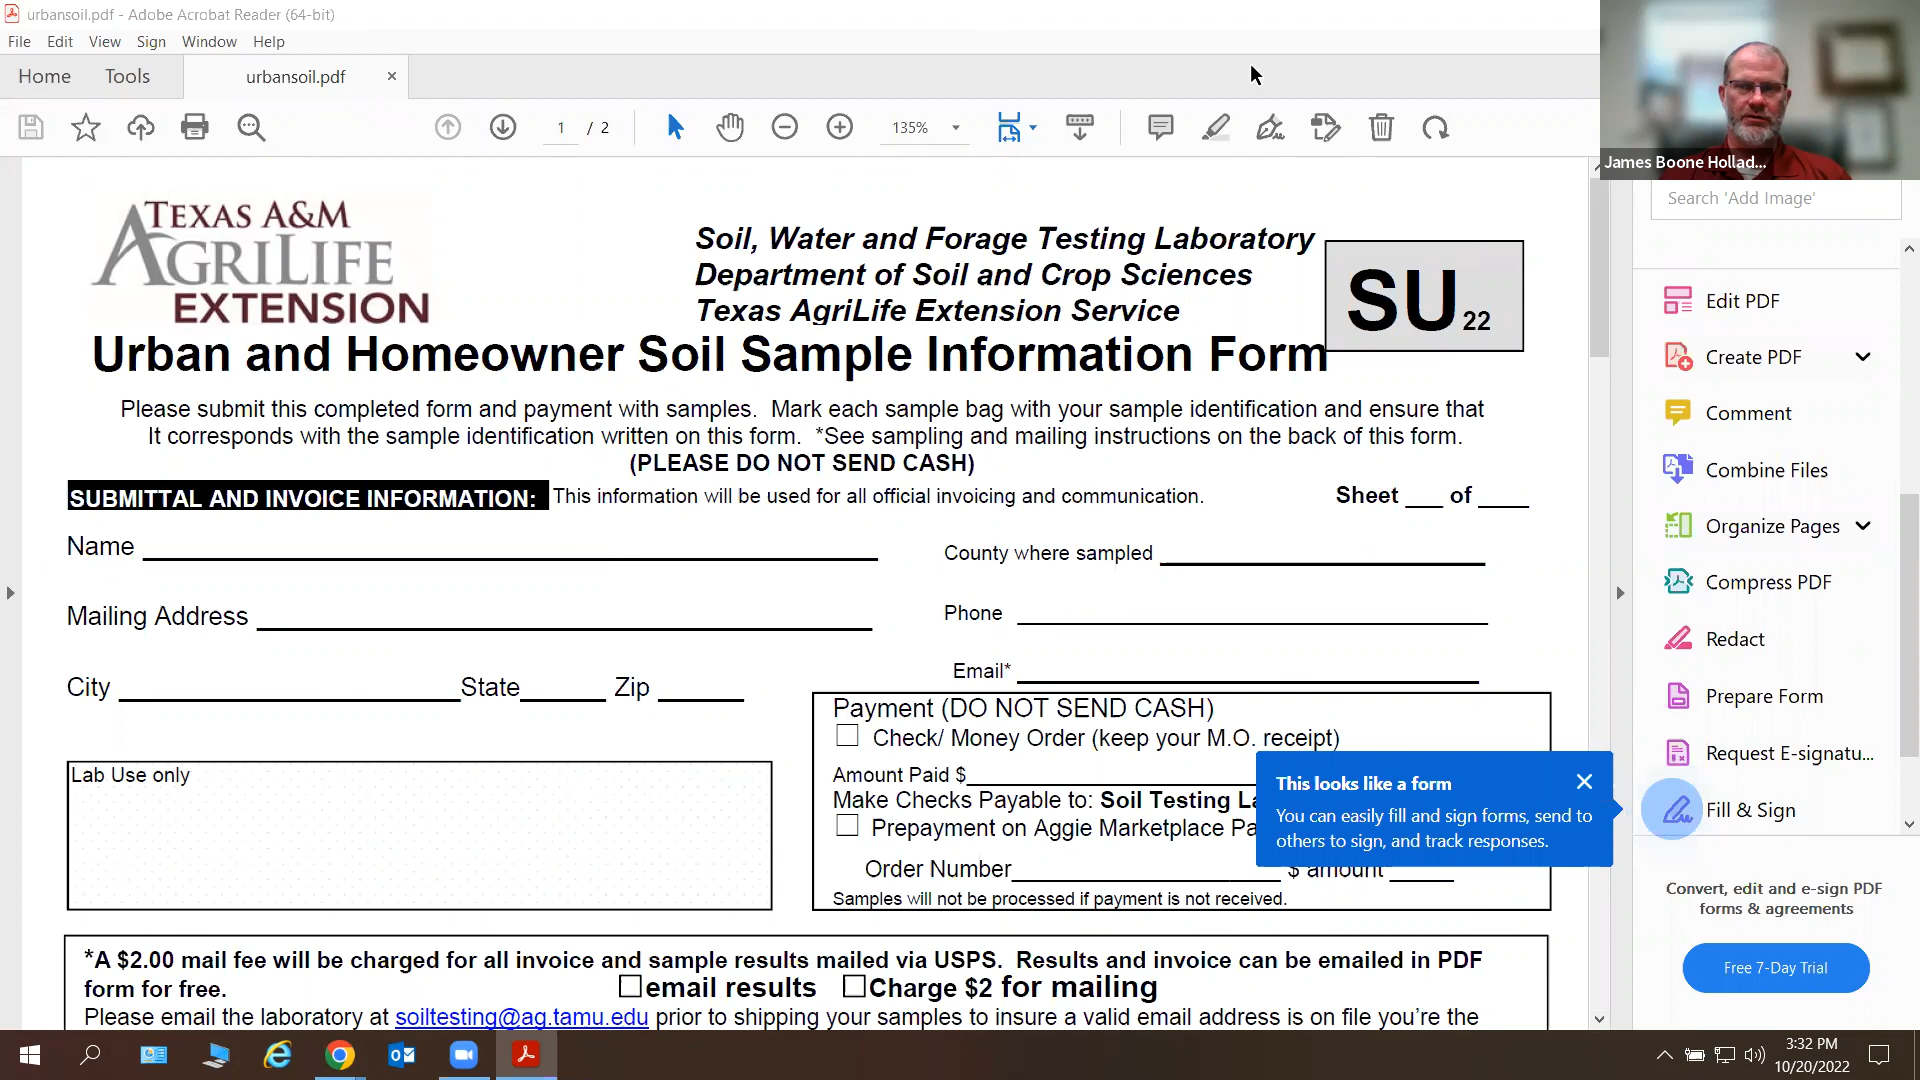 urbansoil.pdf - Adobe Acrobat Reader (64-bit)
File Edit View Sign Window Help
Home Tools urbansoil.pdf
1 / 2 135%
James Boone Hollad...
Search 'Add Image'
TEXAS A&M
AGRILIFE
EXTENSION
Soil, Water and Forage Testing Laboratory
Department of Soil and Crop Sciences
Texas AgriLife Extension Service
SU22
Urban and Homeowner Soil Sample Information Form
Please submit this completed form and payment with samples. Mark each sample bag with your sample identification and ensure that
It corresponds with the sample identification written on this form. *See sampling and mailing instructions on the back of this form.
(PLEASE DO NOT SEND CASH)
SUBMITTAL AND INVOICE INFORMATION: This information will be used for all official invoicing and communication. Sheet ___ of ____
Name
County where sampled
Mailing Address
Phone
Email*
City State Zip
Payment (DO NOT SEND CASH)
Check/ Money Order (keep your M.O. receipt)
Amount Paid $
Make Checks Payable to: Soil Testing La
Prepayment on Aggie Marketplace Pa
Order Number $ amount
Samples will not be processed if payment is not received.
Lab Use only
*A $2.00 mail fee will be charged for all invoice and sample results mailed via USPS. Results and invoice can be emailed in PDF
form for free. email results Charge $2 for mailing
Please email the laboratory at soiltesting@ag.tamu.edu prior to shipping your samples to insure a valid email address is on file you're the
This looks like a form
You can easily fill and sign forms, send to
others to sign, and track responses.
Edit PDF
Create PDF
Comment
Combine Files
Organize Pages
Compress PDF
Redact
Prepare Form
Request E-signatu...
Fill & Sign
Convert, edit and e-sign PDF
forms & agreements
Free 7-Day Trial
3:32 PM
10/20/2022